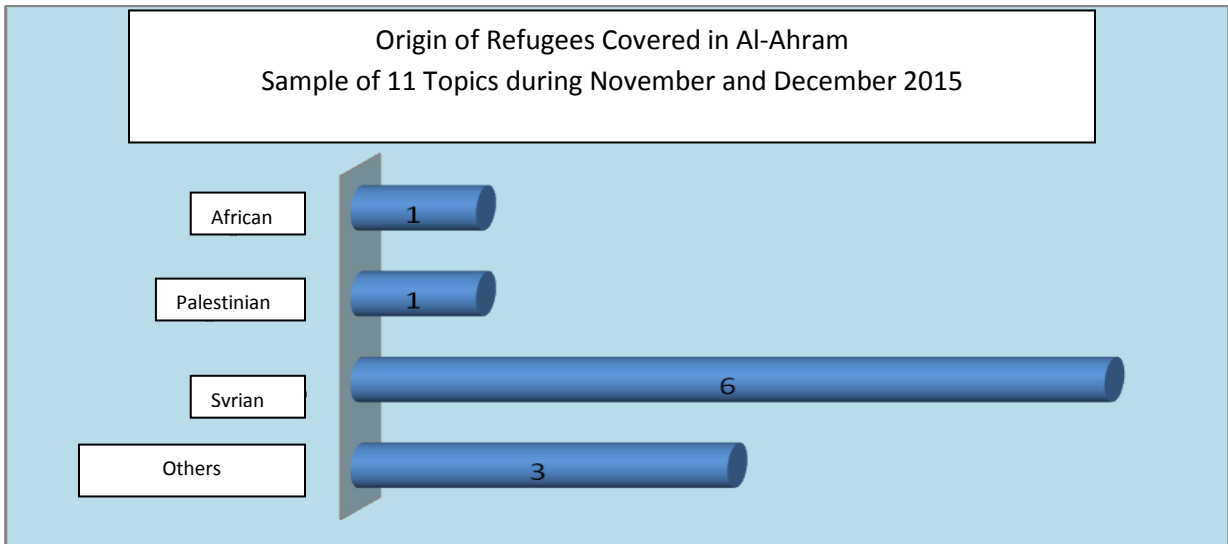 Origin of Refugees Covered in Al-Ahram
Sample of 11 Topics during November and December 2015
African
1
Palestinian
1
Svrian
6
Others
3